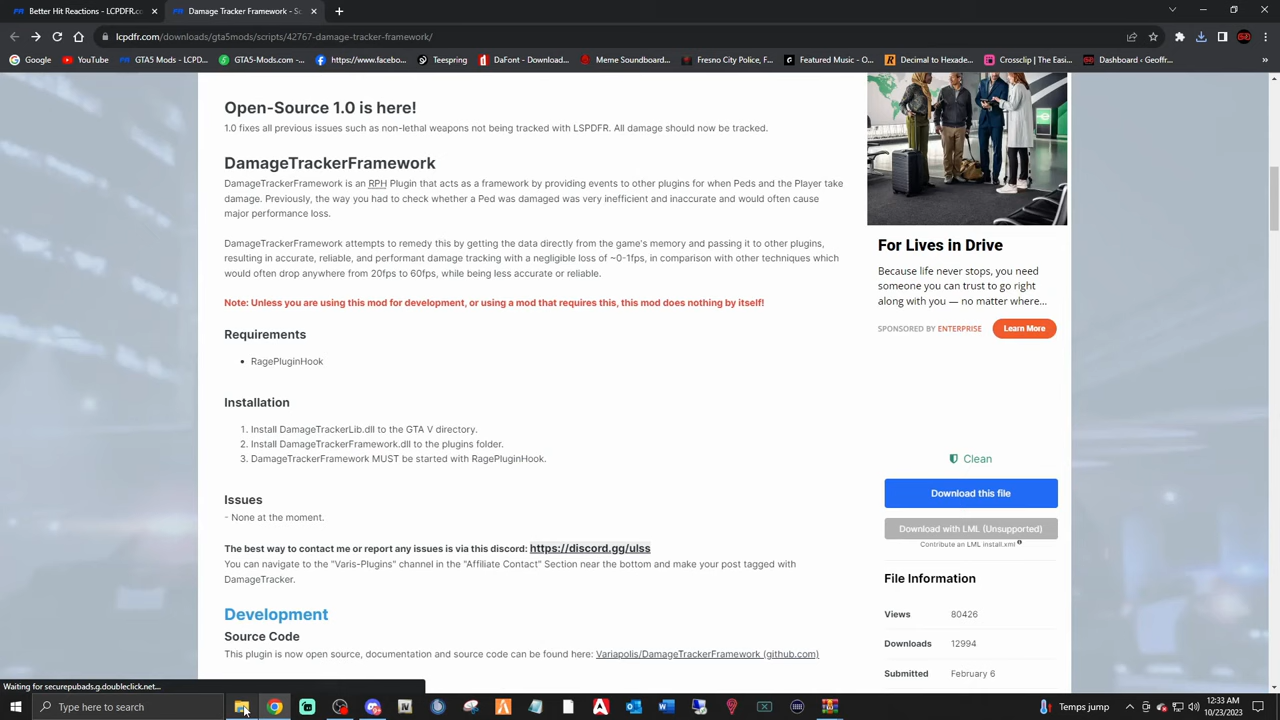 Better Hit Reactions - LCPDFR.co
Damage Tracker Framework - Sc
lcpdfr.com/downloads/gta5mods/scripts/42767-damage-tracker-framework/
Google
YouTube
GTA5 Mods - LCPDF...
GTA5-Mods.com - Y...
https://www.facebo...
Teespring
DaFont - Download...
Meme Soundboard...
Fresno City Police, F...
Featured Music - O...
Decimal to Hexade...
Crossclip | The Easi...
Dashboard ‹ Geoffr...
Open-Source 1.0 is here!
1.0 fixes all previous issues such as non-lethal weapons not being tracked with LSPDFR. All damage should now be tracked.
DamageTrackerFramework
DamageTrackerFramework is an RPH Plugin that acts as a framework by providing events to other plugins for when Peds and the Player take
damage. Previously, the way you had to check whether a Ped was damaged was very inefficient and inaccurate and would often cause
major performance loss.
DamageTrackerFramework attempts to remedy this by getting the data directly from the game's memory and passing it to other plugins,
resulting in accurate, reliable, and performant damage tracking with a negligible loss of ~0-1fps, in comparison with other techniques which
would often drop anywhere from 20fps to 60fps, while being less accurate or reliable.
Note: Unless you are using this mod for development, or using a mod that requires this, this mod does nothing by itself!
Requirements
• RagePluginHook
Installation
1. Install DamageTrackerLib.dll to the GTA V directory.
2. Install DamageTrackerFramework.dll to the plugins folder.
3. DamageTrackerFramework MUST be started with RagePluginHook.
Issues
- None at the moment.
The best way to contact me or report any issues is via this discord: https://discord.gg/ulss
You can navigate to the "Varis-Plugins" channel in the "Affiliate Contact" Section near the bottom and make your post tagged with
DamageTracker.
Development
Source Code
This plugin is now open source, documentation and source code can be found here: Variapolis/DamageTrackerFramework (github.com)
For Lives in Drive
Because life never stops, you need
someone you can trust to go right
along with you — no matter where...
SPONSORED BY ENTERPRISE
Learn More
Clean
Download this file
Download with LML (Unsupported)
Contribute an LML install.xml
File Information
Views 80426
Downloads 12994
Submitted February 6
Waiting for securepubads.g.doubleclick.net...
Type here to search
Temps jump
12:33 AM
10/23/2023